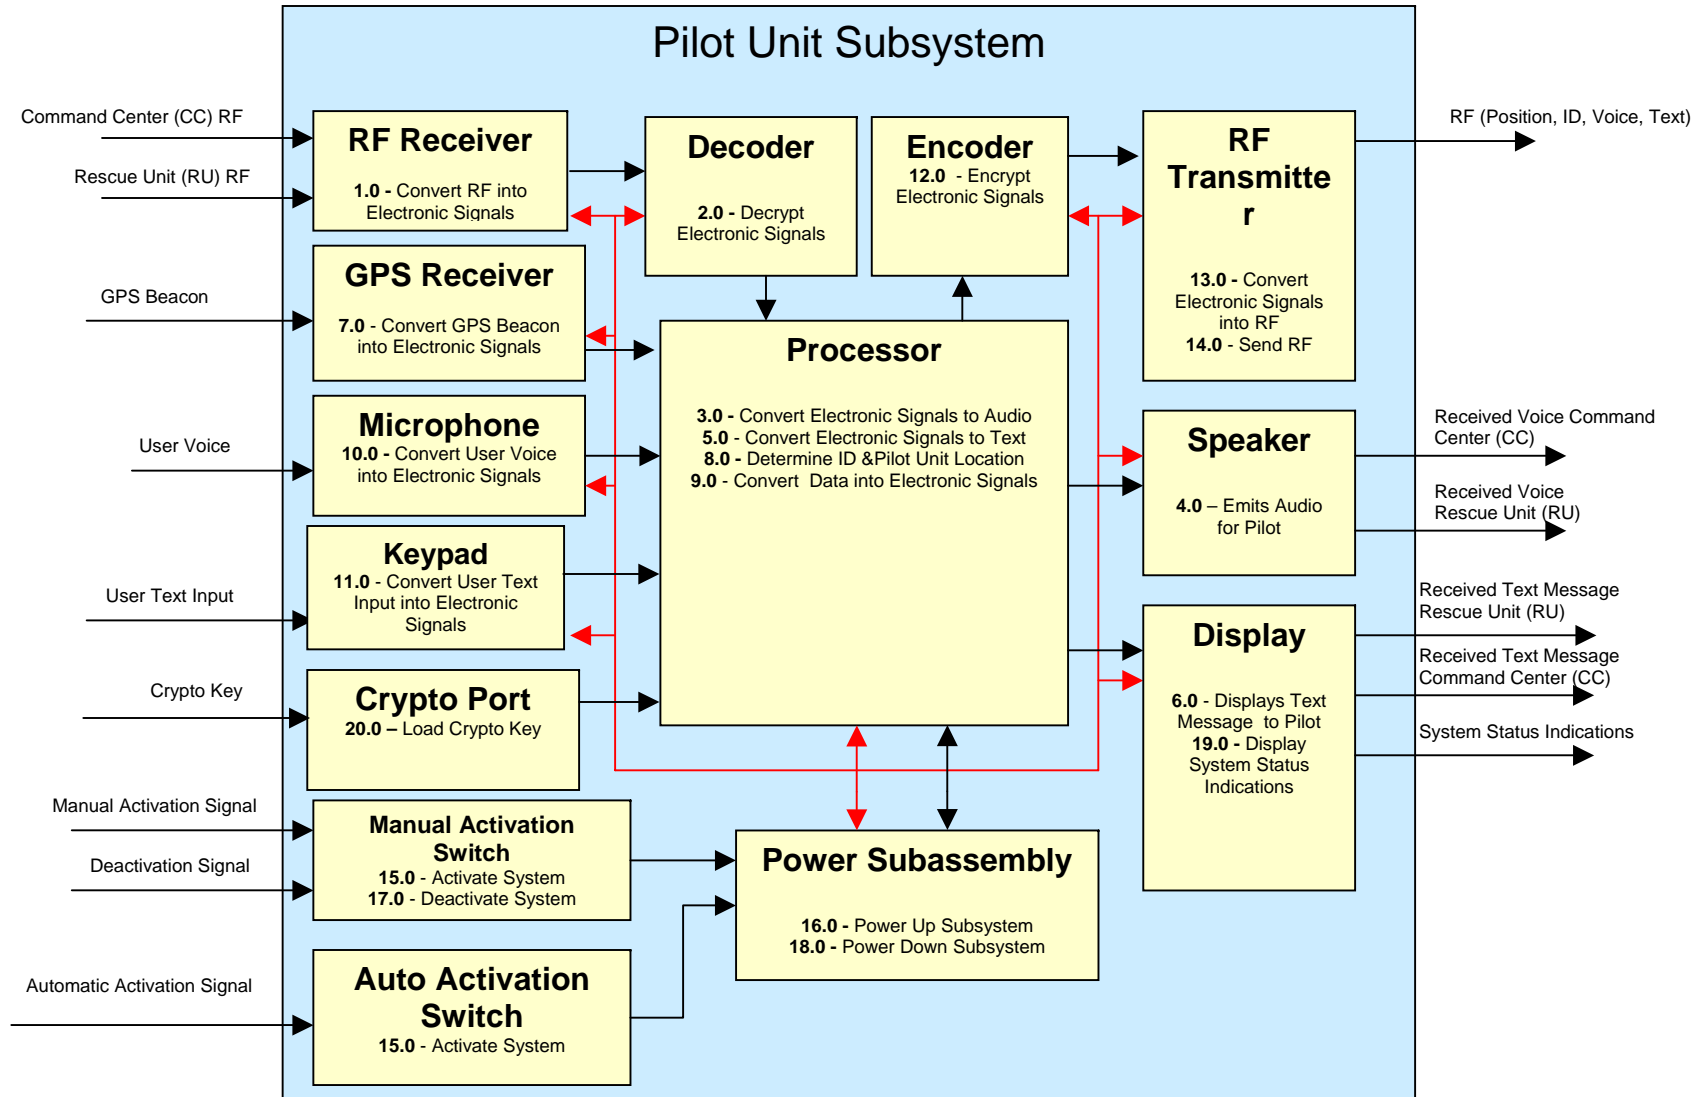 Pilot Unit Subsystem
Command Center (CC) RF
Rescue Unit (RU) RF
GPS Beacon
User Voice
User Text Input
Crypto Key
Manual Activation Signal
Deactivation Signal
Automatic Activation Signal
RF Receiver
1.0 - Convert RF into
Electronic Signals
GPS Receiver
7.0 - Convert GPS Beacon
into Electronic Signals
Microphone
10.0 - Convert User Voice
into Electronic Signals
Keypad
11.0 - Convert User Text
Input into Electronic
Signals
Crypto Port
20.0 – Load Crypto Key
Manual Activation
Switch
15.0 - Activate System
17.0 - Deactivate System
Auto Activation
Switch
15.0 - Activate System
Decoder
2.0 - Decrypt
Electronic Signals
Encoder
12.0 - Encrypt
Electronic Signals
Processor
3.0 - Convert Electronic Signals to Audio
5.0 - Convert Electronic Signals to Text
8.0 - Determine ID &Pilot Unit Location
9.0 - Convert Data into Electronic Signals
Power Subassembly
16.0 - Power Up Subsystem
18.0 - Power Down Subsystem
RF
Transmitte
r
13.0 - Convert
Electronic Signals
into RF
14.0 - Send RF
Speaker
4.0 – Emits Audio
for Pilot
Display
6.0 - Displays Text
Message to Pilot
19.0 - Display
System Status
Indications
RF (Position, ID, Voice, Text)
Received Voice Command
Center (CC)
Received Voice
Rescue Unit (RU)
Received Text Message
Rescue Unit (RU)
Received Text Message
Command Center (CC)
System Status Indications